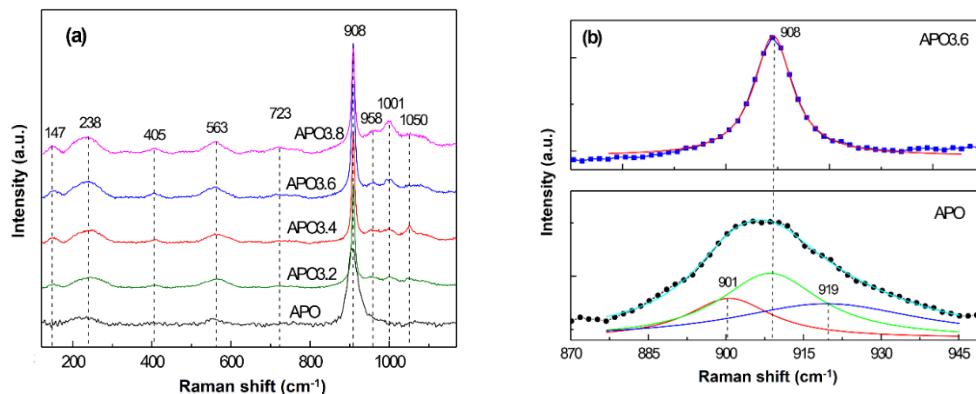 (a)
908
147
238
405
563
723
958
1001
1050
APO3.8
APO3.6
APO3.4
APO3.2
APO
Intensity (a.u.)
200
400
600
800
1000
Raman shift (cm⁻¹)
(b)
908
APO3.6
APO
901
919
Intensity (a.u.)
870
885
900
915
930
945
Raman shift (cm⁻¹)